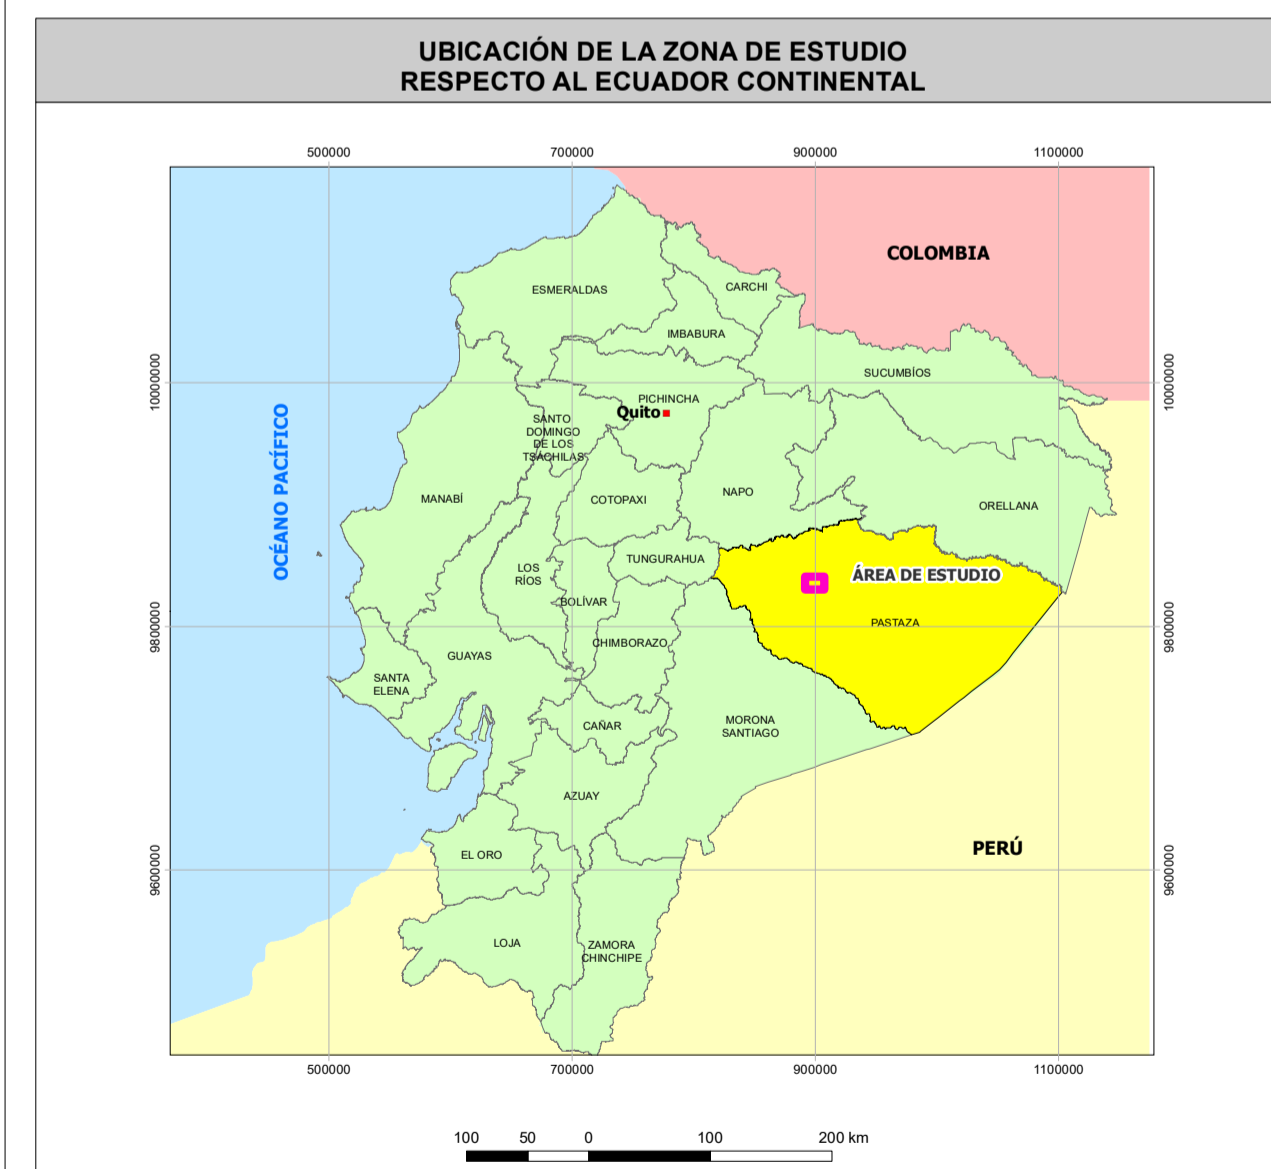 UBICACIÓN DE LA ZONA DE ESTUDIO
RESPECTO AL ECUADOR CONTINENTAL
500000 700000 900000 1100000
COLOMBIA
CARCHI
ESMERALDAS
IMBABURA
SUCUMBÍOS
10000000 10000000
PICHINCHA
Quito
SANTO
DOMINGO
DE LOS
TSÁCHILAS
OCÉANO PACÍFICO
MANABÍ
COTOPAXI
NAPO
ORELLANA
TUNGURAHUA
LOS
RÍOS
ÁREA DE ESTUDIO
BOLÍVAR
PASTAZA
9800000 9800000
CHIMBORAZO
GUAYAS
SANTA
ELENA
CAÑAR
MORONA
SANTIAGO
AZUAY
PERÚ
EL ORO
9600000 9600000
LOJA
ZAMORA
CHINCHIPE
500000 700000 900000 1100000
100 50 0 100 200 km